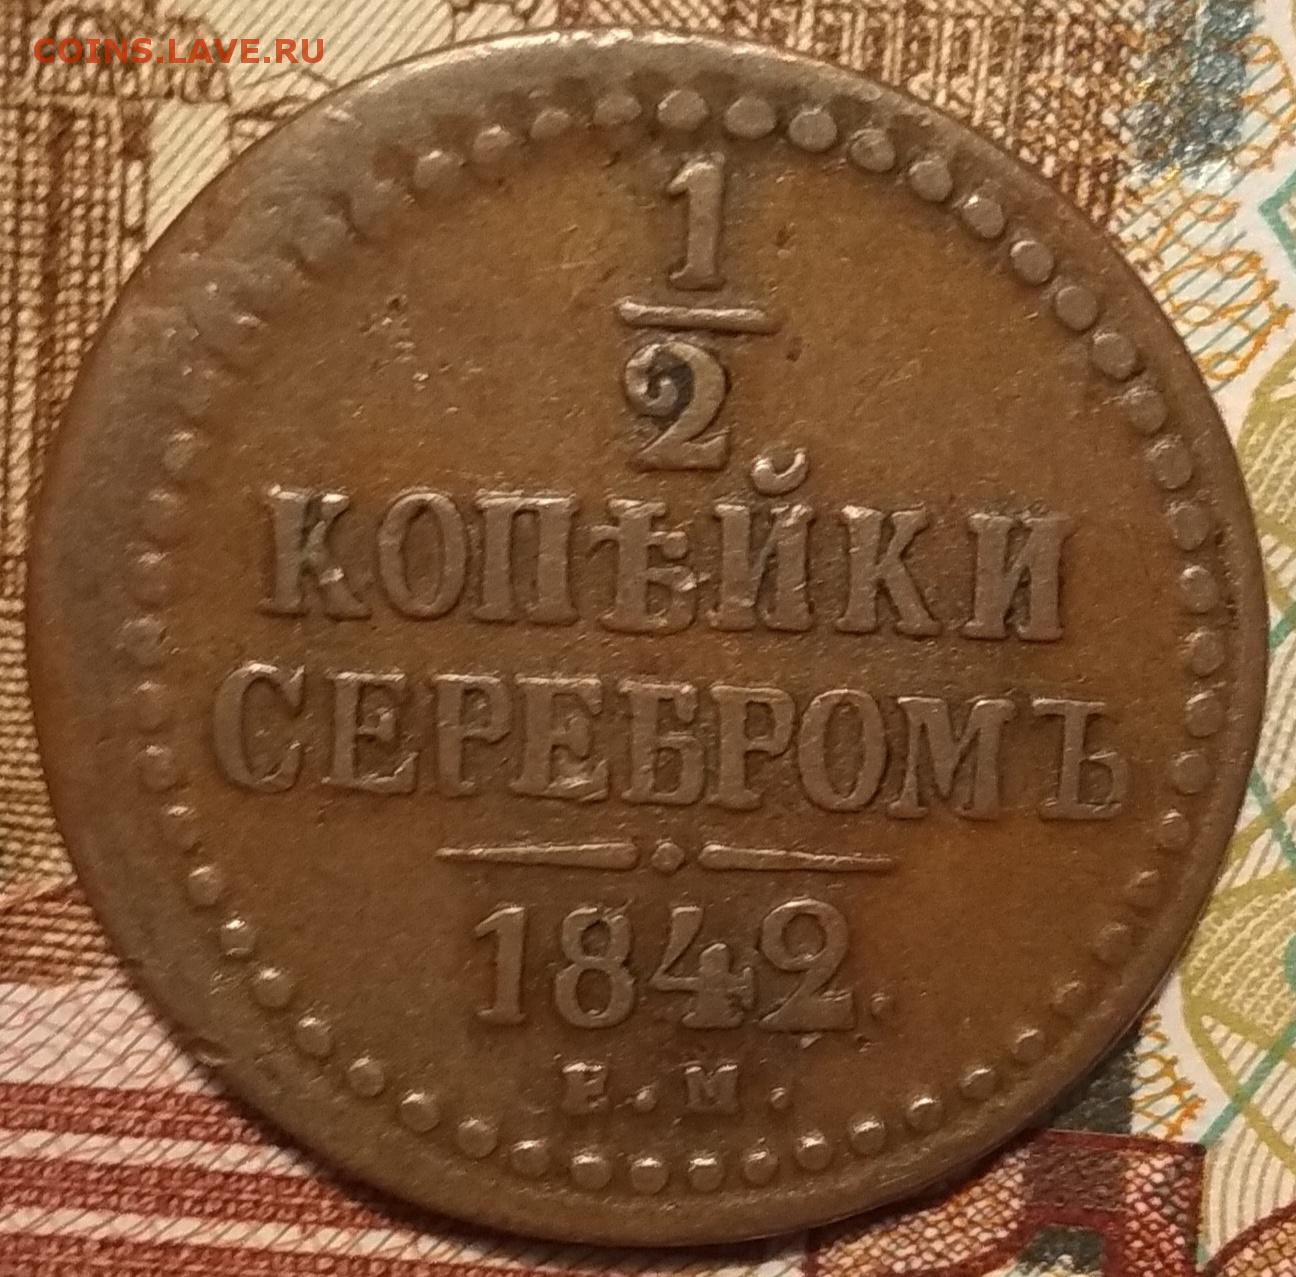 COINS.LAVE.RU
1
2
КОПѢЙКИ
СЕРЕБРОМЪ
1842.
Е.М.